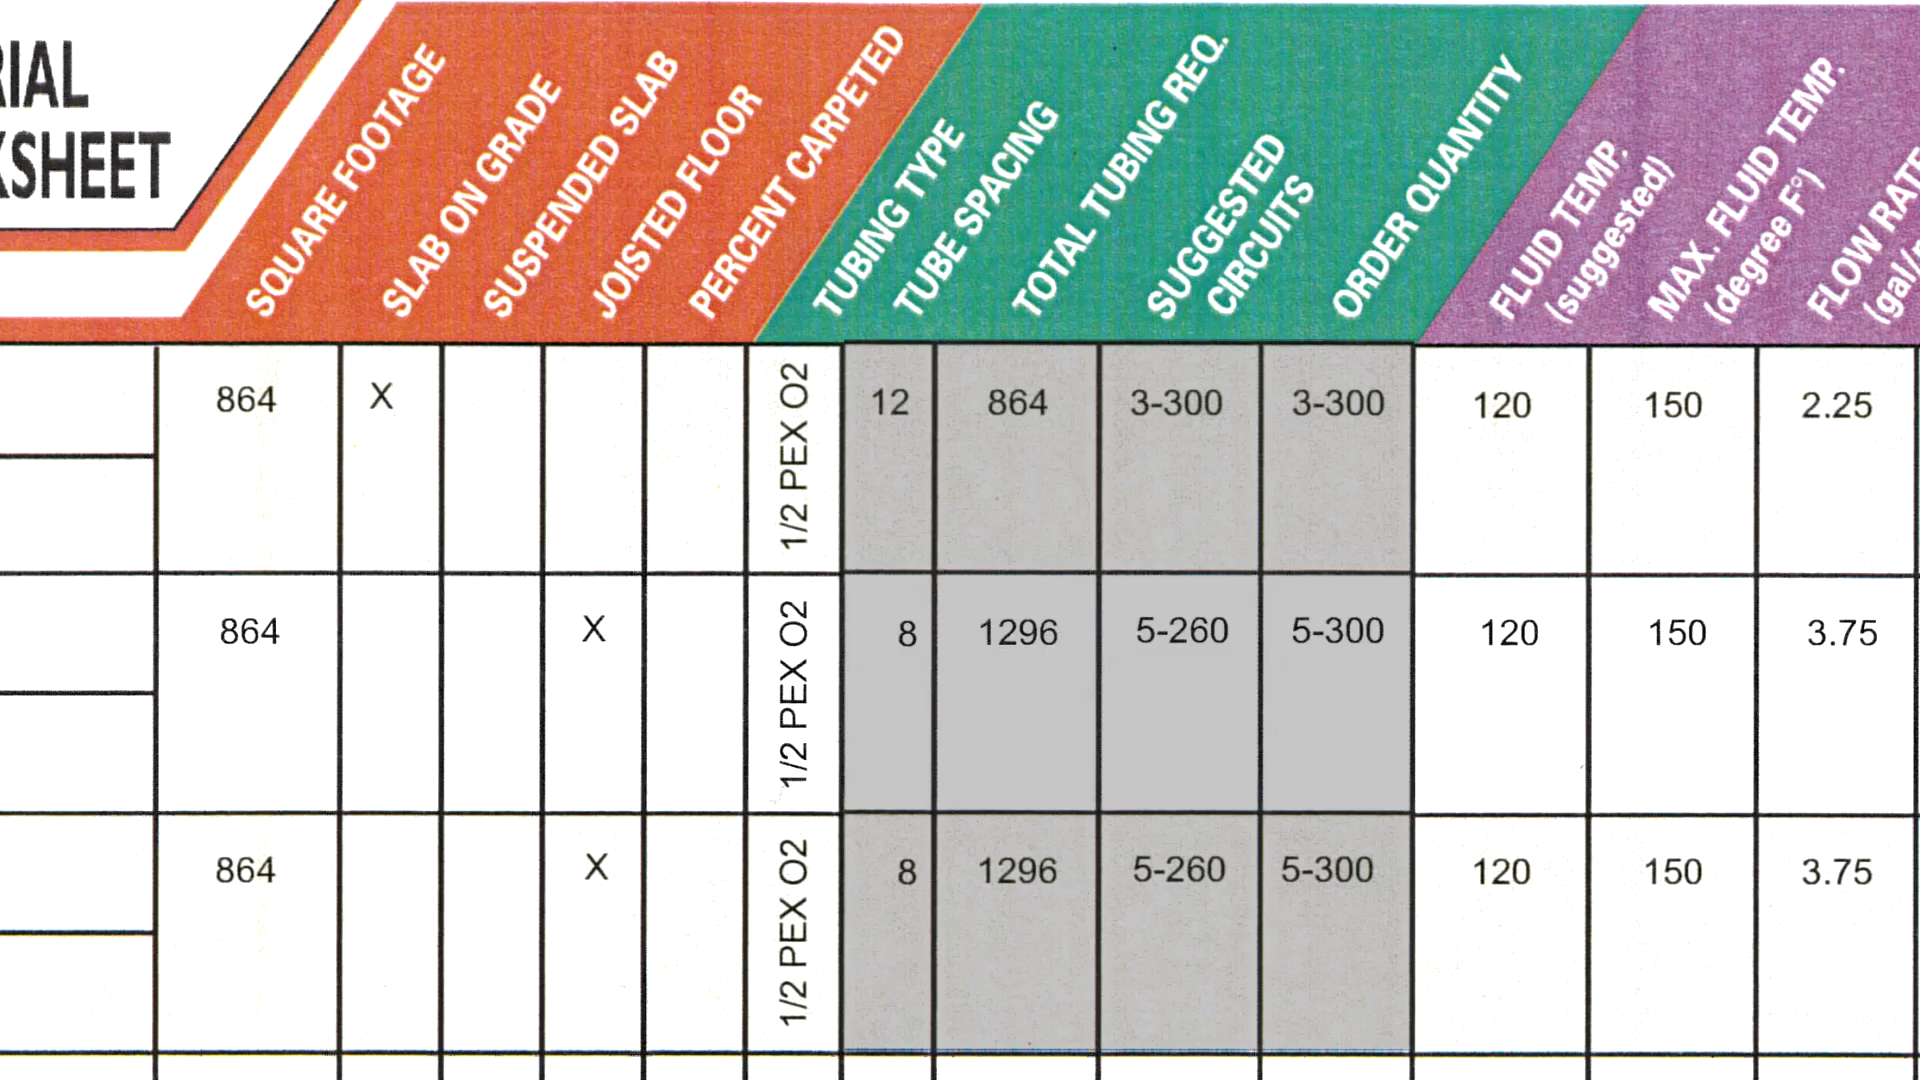 RIAL
KSHEET
SQUARE FOOTAGE
SLAB ON GRADE
SUSPENDED SLAB
JOISTED FLOOR
PERCENT CARPETED
TUBING TYPE
TUBE SPACING
TOTAL TUBING REQ.
SUGGESTED
CIRCUITS
ORDER QUANTITY
FLUID TEMP.
(suggested)
MAX. FLUID TEMP.
(degree F°)
FLOW RATE
(gal/
864 X 1/2 PEX O2 12 864 3-300 3-300 120 150 2.25
864 X 1/2 PEX O2 8 1296 5-260 5-300 120 150 3.75
864 X 1/2 PEX O2 8 1296 5-260 5-300 120 150 3.75